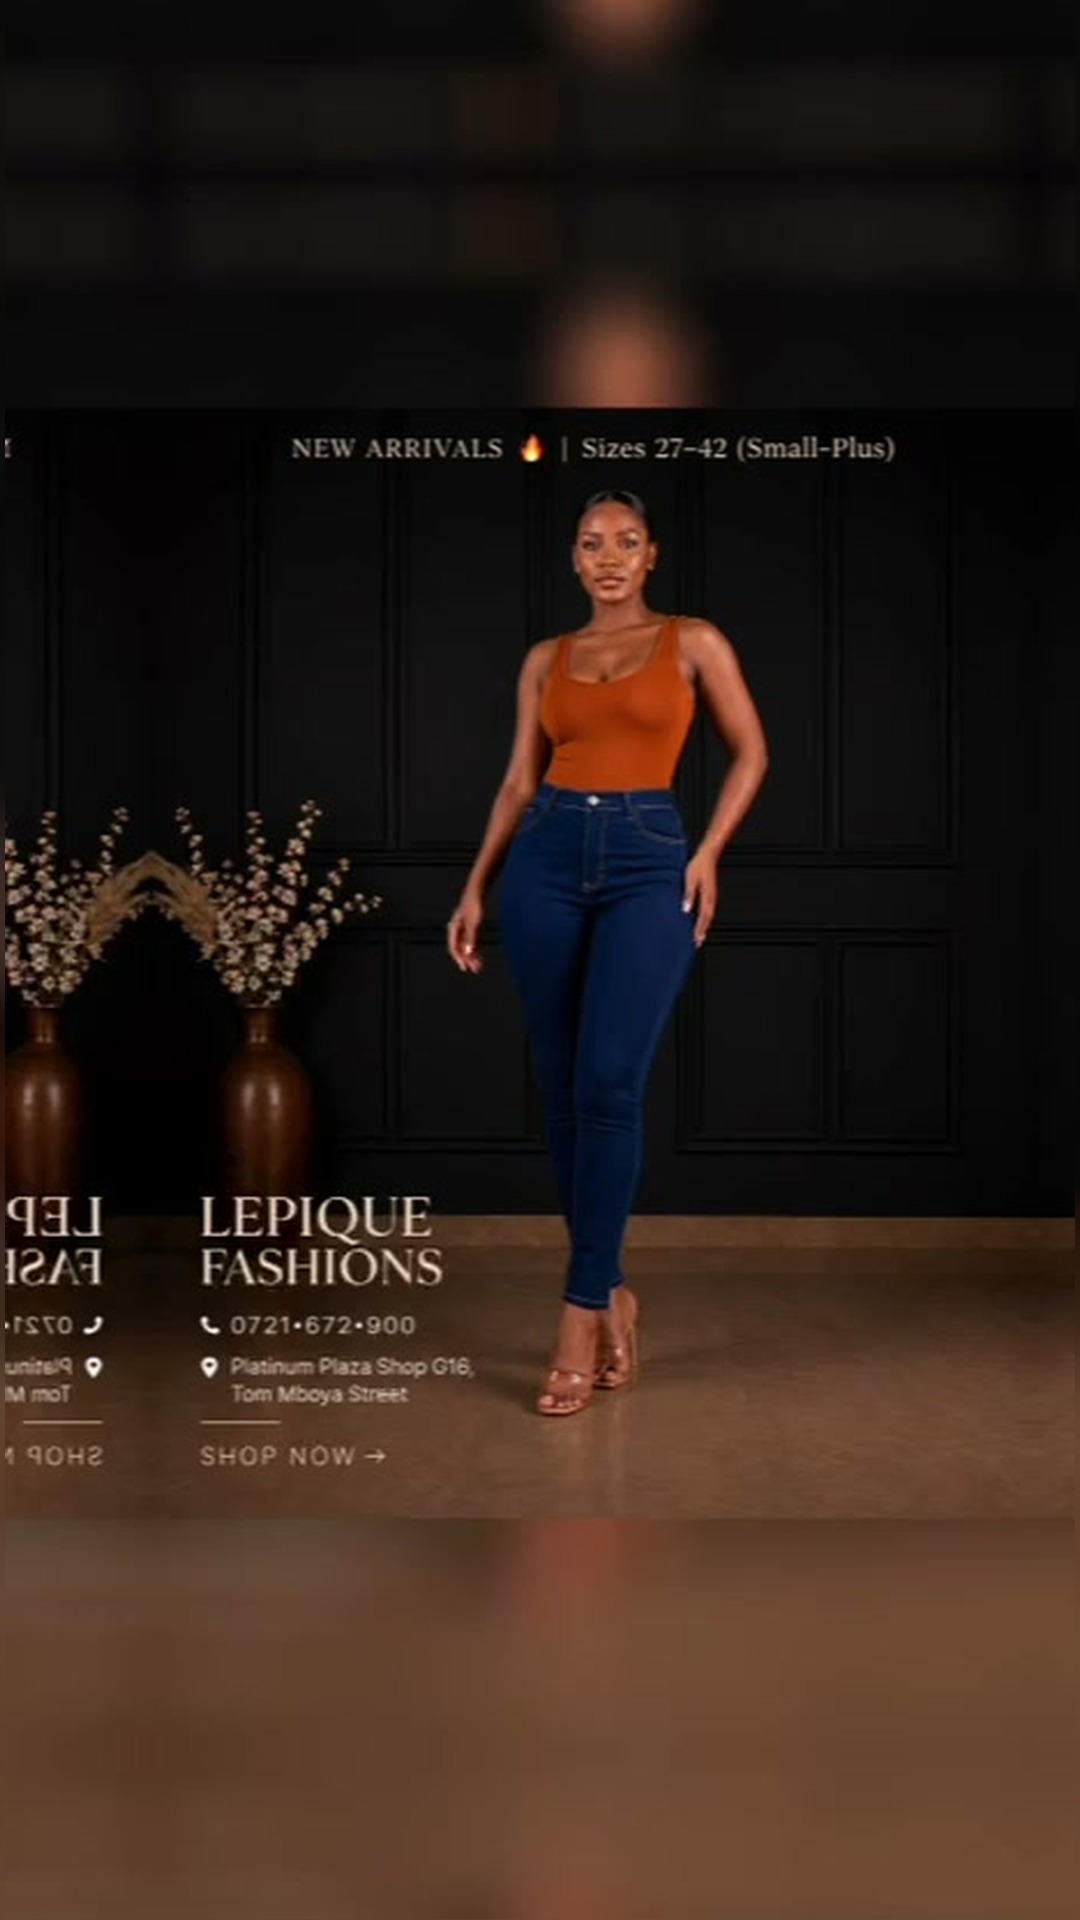 NEW ARRIVALS 🔥 | Sizes 27–42 (Small-Plus)
LEPIQUE
FASHIONS
0721•672•900
Platinum Plaza Shop G16,
Tom Mboya Street
SHOP NOW →